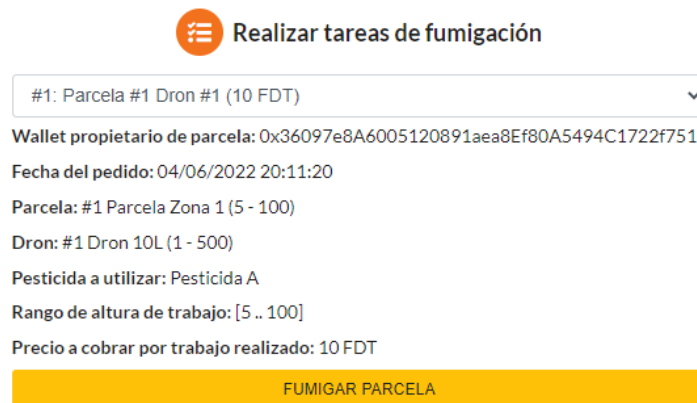 Realizar tareas de fumigación
#1: Parcela #1 Dron #1 (10 FDT)
Wallet propietario de parcela: 0x36097e8A6005120891aea8Ef80A5494C1722f751
Fecha del pedido: 04/06/2022 20:11:20
Parcela: #1 Parcela Zona 1 (5 - 100)
Dron: #1 Dron 10L (1 - 500)
Pesticida a utilizar: Pesticida A
Rango de altura de trabajo: [5 .. 100]
Precio a cobrar por trabajo realizado: 10 FDT
FUMIGAR PARCELA